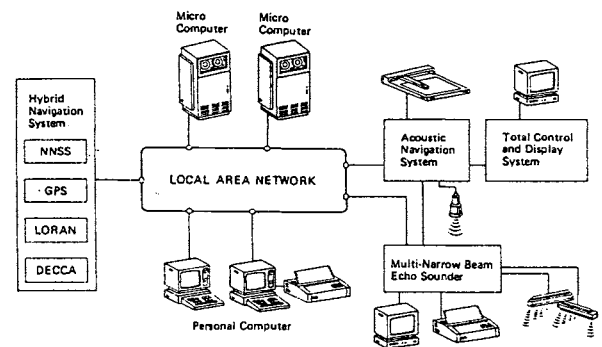 Micro
Computer
Micro
Computer
Hybrid
Navigation
System
NNSS
GPS
LORAN
DECCA
LOCAL AREA NETWORK
Acoustic
Navigation
System
Total Control
and Display
System
Multi-Narrow Beam
Echo Sounder
Personal Computer